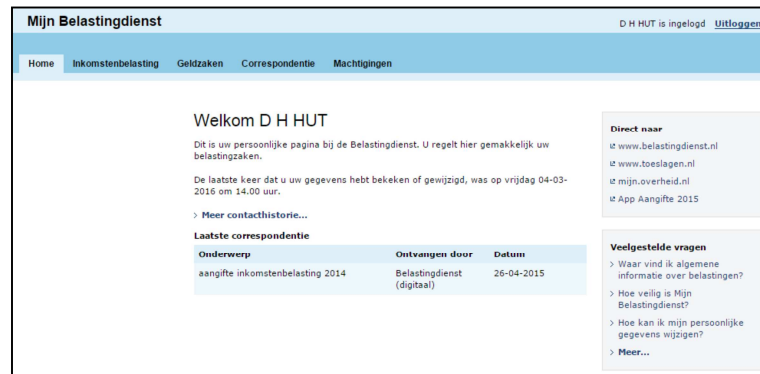 Mijn Belastingdienst
D H HUT is ingelogd Uitloggen
Home Inkomstenbelasting Geldzaken Correspondentie Machtigingen
Welkom D H HUT
Dit is uw persoonlijke pagina bij de Belastingdienst. U regelt hier gemakkelijk uw
belastingzaken.
De laatste keer dat u uw gegevens hebt bekeken of gewijzigd, was op vrijdag 04-03-
2016 om 14.00 uur.
> Meer contacthistorie...
Laatste correspondentie
Onderwerp Ontvangen door Datum
aangifte inkomstenbelasting 2014 Belastingdienst 26-04-2015
(digitaal)
Direct naar
www.belastingdienst.nl
www.toeslagen.nl
mijn.overheid.nl
App Aangifte 2015
Veelgestelde vragen
> Waar vind ik algemene
informatie over belastingen?
> Hoe veilig is Mijn
Belastingdienst?
> Hoe kan ik mijn persoonlijke
gegevens wijzigen?
> Meer...